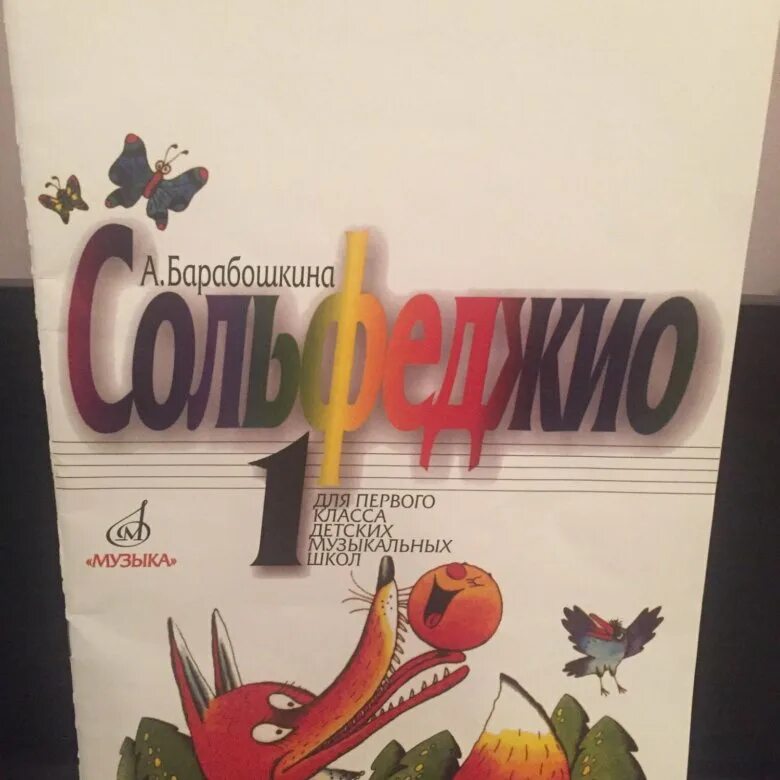 А.Барабошкина
Сольфеджио
1
ДЛЯ ПЕРВОГО
КЛАССА
ДЕТСКИХ
МУЗЫКАЛЬНЫХ
ШКОЛ
«МУЗЫКА»